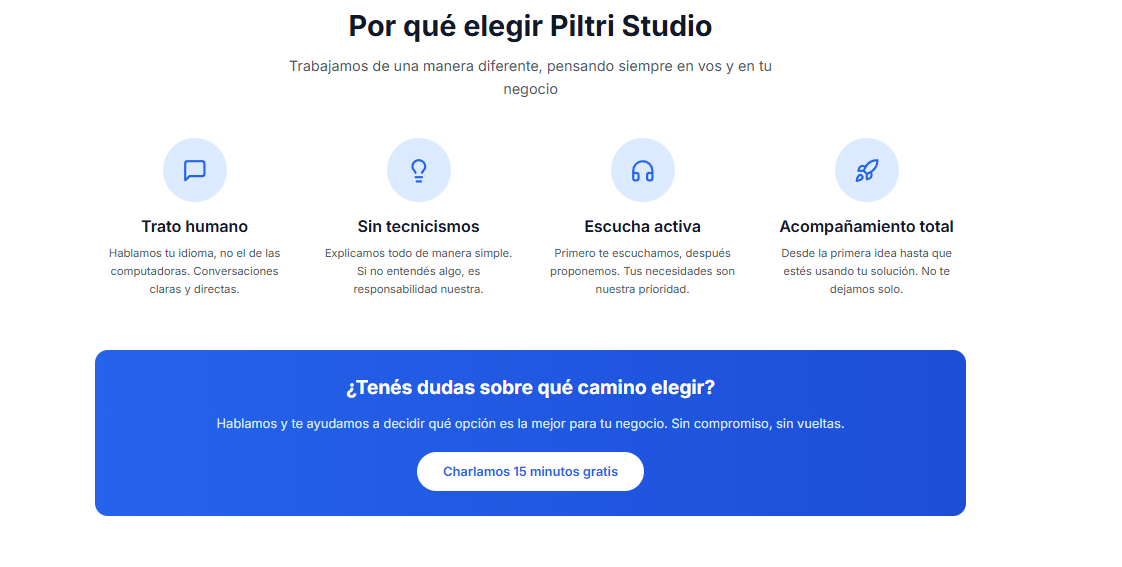 Por qué elegir Piltri Studio
Trabajamos de una manera diferente, pensando siempre en vos y en tu
negocio
Trato humano
Hablamos tu idioma, no el de las
computadoras. Conversaciones
claras y directas.
Sin tecnicismos
Explicamos todo de manera simple.
Si no entendés algo, es
responsabilidad nuestra.
Escucha activa
Primero te escuchamos, después
proponemos. Tus necesidades son
nuestra prioridad.
Acompañamiento total
Desde la primera idea hasta que
estés usando tu solución. No te
dejamos solo.
¿Tenés dudas sobre qué camino elegir?
Hablamos y te ayudamos a decidir qué opción es la mejor para tu negocio. Sin compromiso, sin vueltas.
Charlamos 15 minutos gratis